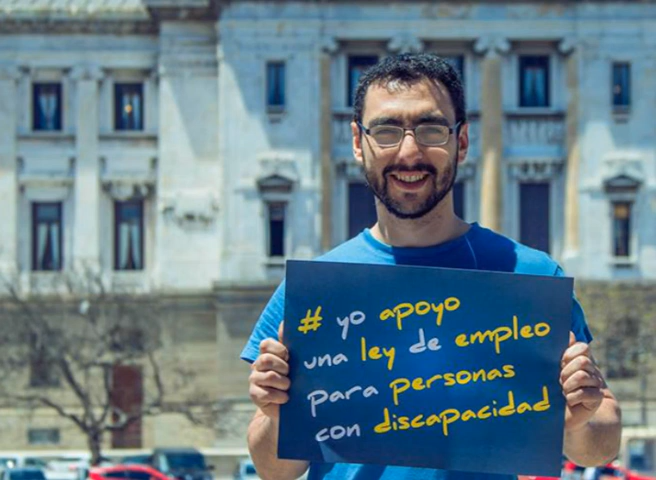 # yo apoyo
una ley de empleo
para personas
con discapacidad